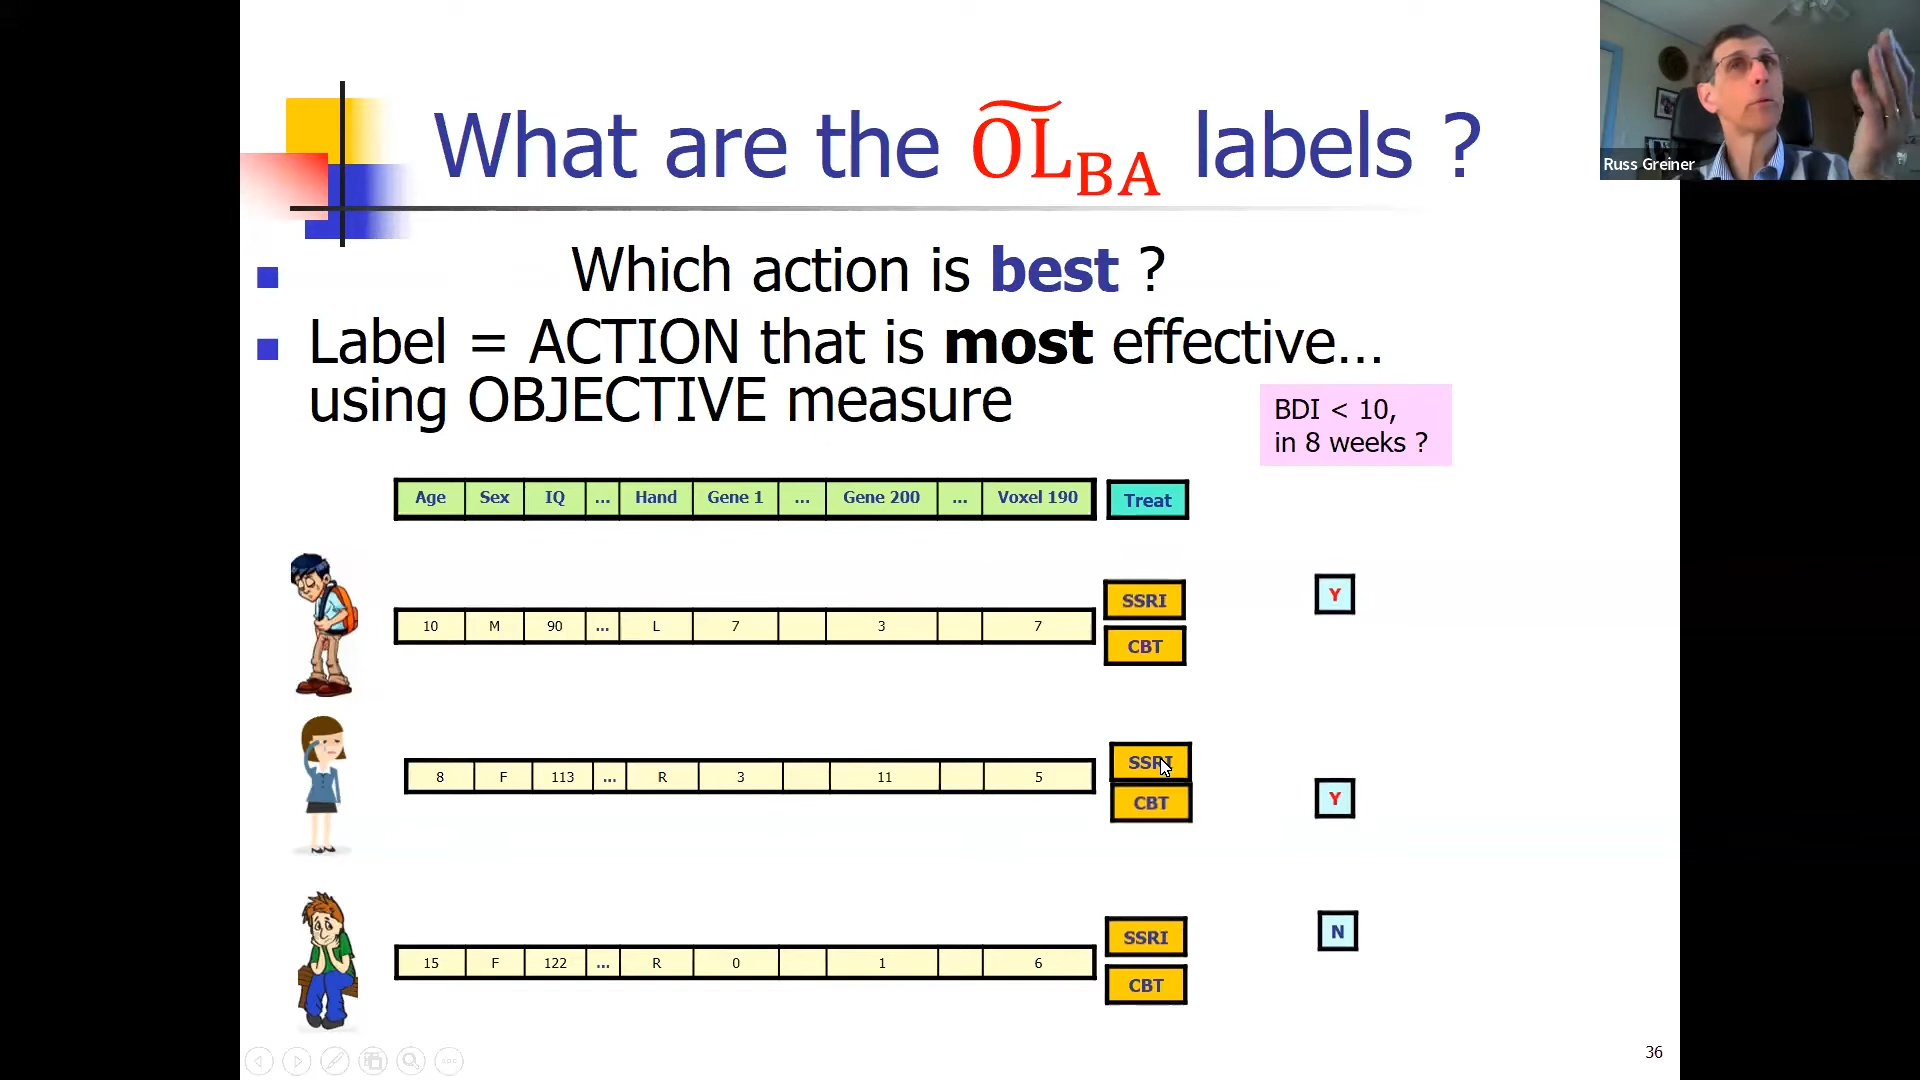 What are the O͠L BA labels ?
Russ Greiner
Which action is best ?
Label = ACTION that is most effective…
using OBJECTIVE measure
BDI < 10,
in 8 weeks ?
Age Sex IQ ... Hand Gene 1 ... Gene 200 ... Voxel 190 Treat
SSRI Y
10 M 90 ... L 7 3 7
CBT
SSRI
8 F 113 ... R 3 11 5
CBT Y
SSRI N
15 F 122 ... R 0 1 6
CBT
36